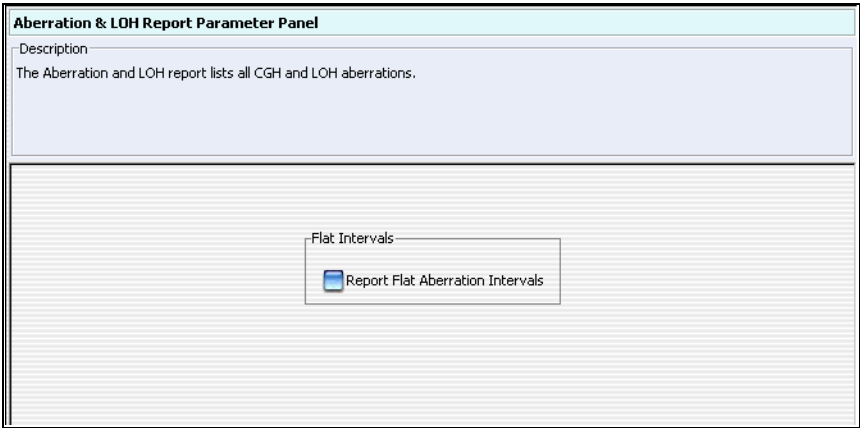 Aberration & LOH Report Parameter Panel
Description
The Aberration and LOH report lists all CGH and LOH aberrations.
Flat Intervals
Report Flat Aberration Intervals